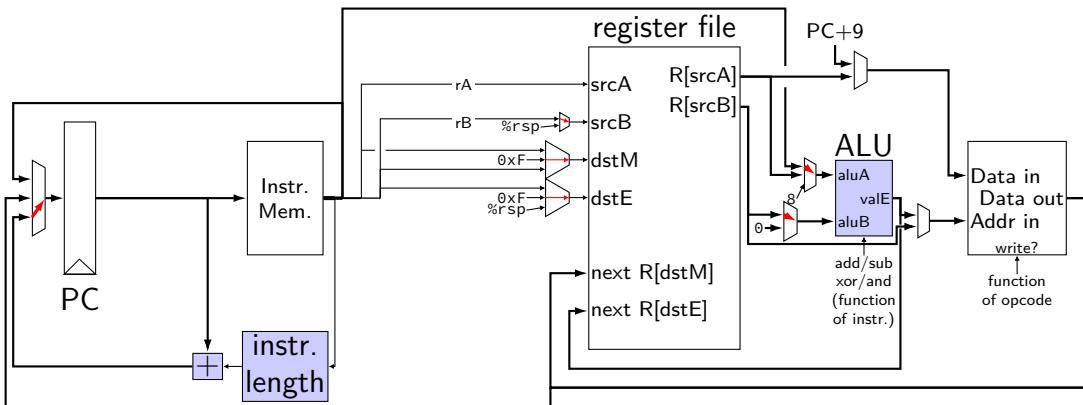 register file
PC+9
rA
srcA
R[srcA]
R[srcB]
rB
%rsp
srcB
ALU
0xF
dstM
Instr.
Mem.
aluA
Data in
0xF
dstE
8
valE
Data out
%rsp
0
aluB
Addr in
write?
PC
next R[dstM]
add/sub
xor/and
(function
of instr.)
function
of opcode
next R[dstE]
+
instr.
length